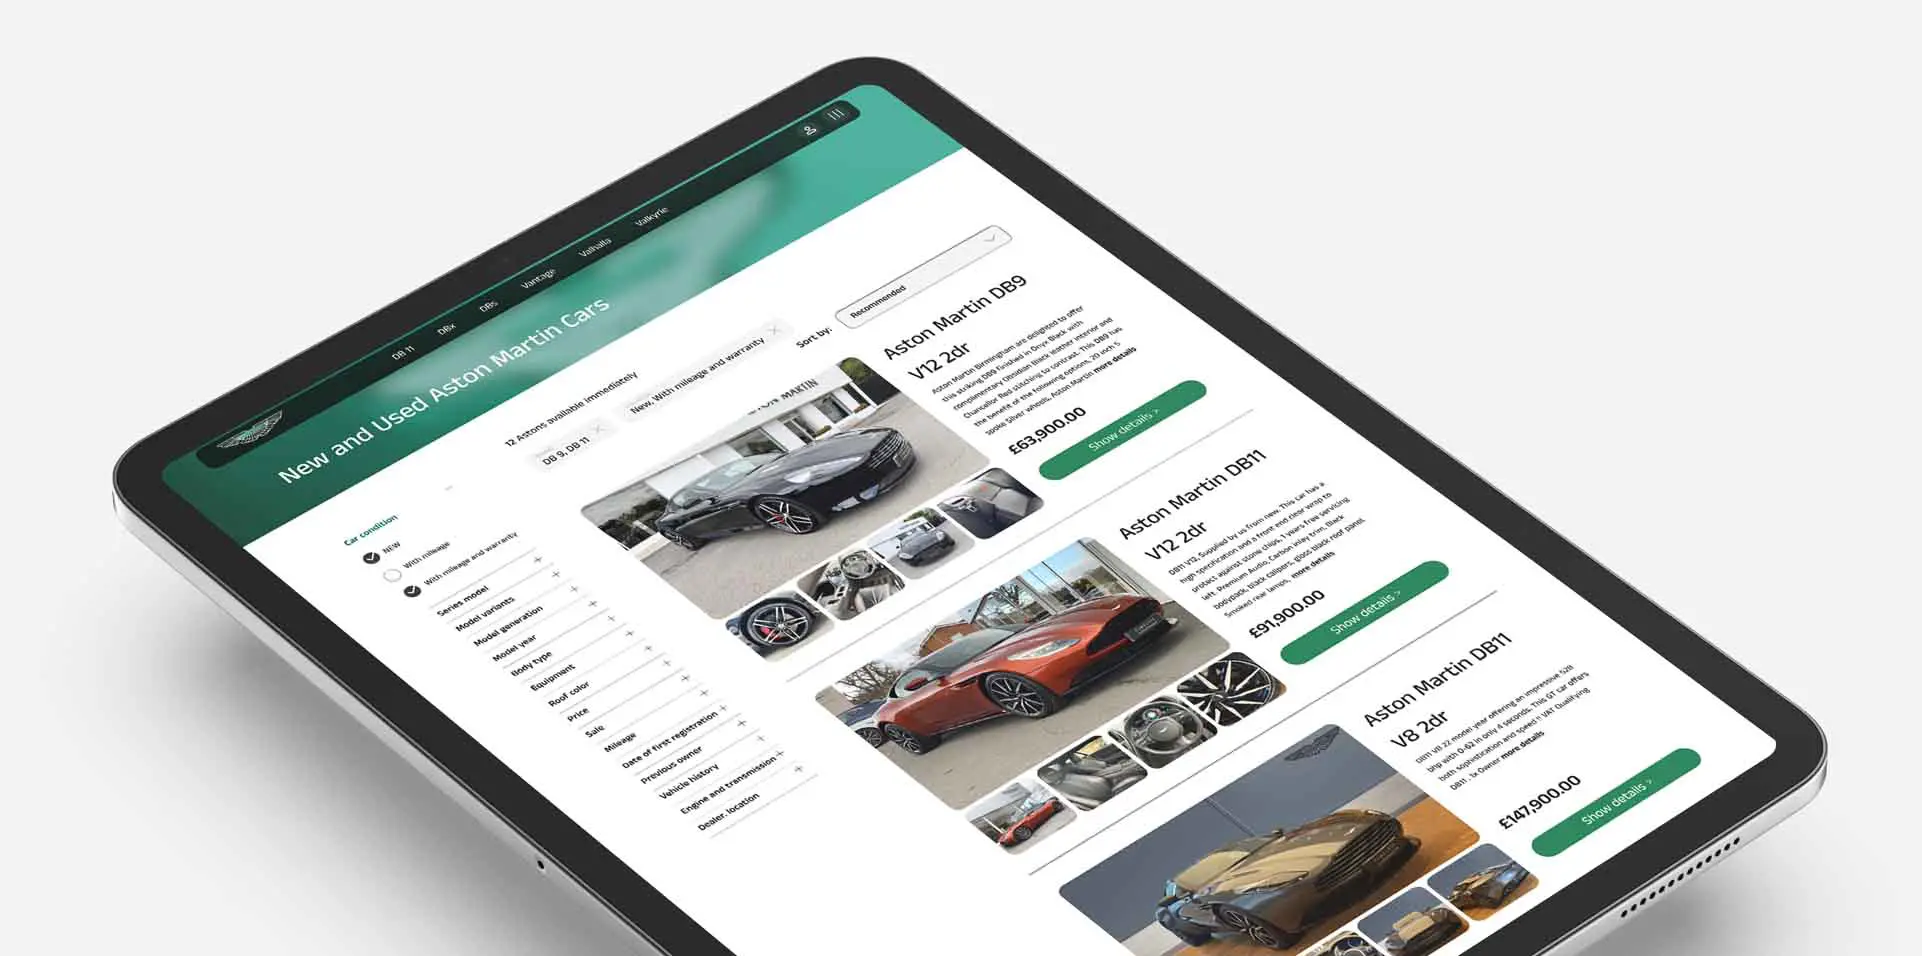 DB 11
DBx
DBs
Vantage
Valhalla
Valkyrie
New and Used Aston Martin Cars
12 Astons available immediately
DB 9, DB 11
New, With mileage and warranty
Sort by:
Recommended
Car condition
NEW
With mileage
With mileage and warranty
Series model
Model variants
Model generation
Model year
Body type
Equipment
Roof color
Price
Sale
Mileage
Date of first registration
Previous owner
Vehicle history
Engine and transmission
Dealer. location
MARTIN
Aston Martin DB9
V12 2dr
Aston Martin Birmingham are delighted to offer
this striking DB9 finished in Onyx Black with
complementary Obsidian Black leather interior and
Chancellor Red stitching to contrast. This DB9 has
the benefit of the following options, 20 inch 5
spoke Silver wheels, Aston Martin more details
£63,900.00
Show details >
Aston Martin DB11
V12 2dr
DB11 V12, Supplied by us from new. This car has a
high specification and a front end clear wrap to
protect against stone chips, 1 years free servicing
left. Premium Audio, Carbon inlay trim, Black
bodypack, black calipers, gloss black roof panel
Smoked rear lamps, more details
£91,900.00
Show details >
Aston Martin DB11
V8 2dr
DB11 V8 22 model year offering an impressive 528
bhp with 0-62 in only 4 seconds. This GT car offers
both sophistication and speed !! VAT Qualifying
DB11 . 1x Owner more details
£147,900.00
Show details >